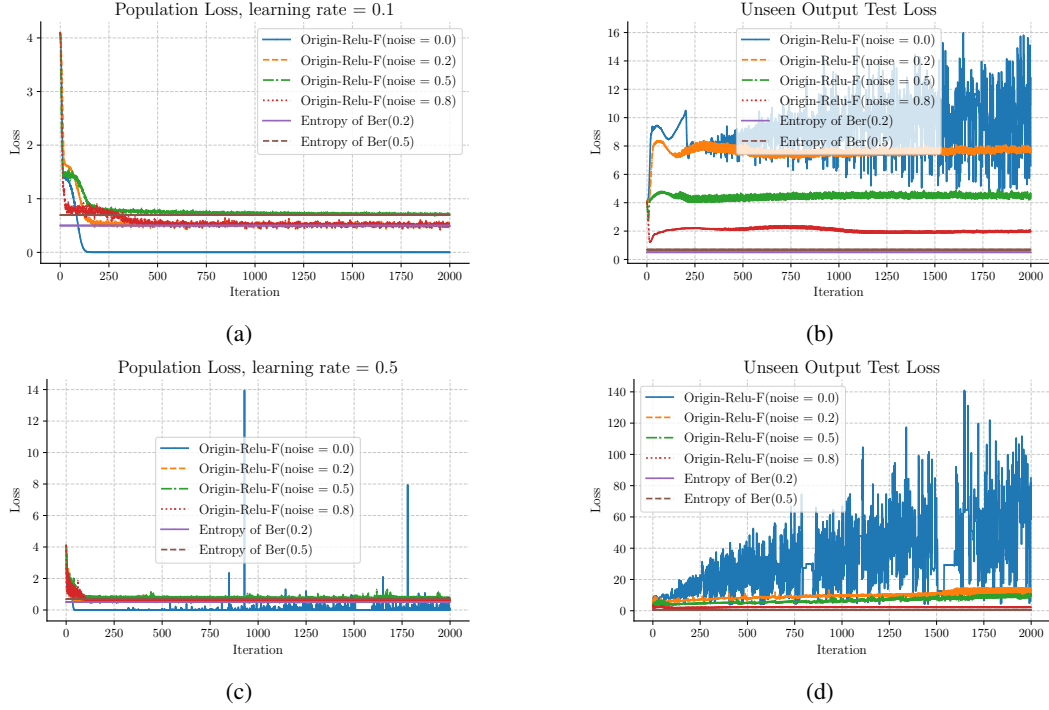 Population Loss, learning rate = 0.1
Loss
4
3
2
1
0
Origin-Relu-F(noise = 0.0)
Origin-Relu-F(noise = 0.2)
Origin-Relu-F(noise = 0.5)
Origin-Relu-F(noise = 0.8)
Entropy of Ber(0.2)
Entropy of Ber(0.5)
0 250 500 750 1000 1250 1500 1750 2000
Iteration
(a)
Unseen Output Test Loss
Loss
16
14
12
10
8
6
4
2
0
Origin-Relu-F(noise = 0.0)
Origin-Relu-F(noise = 0.2)
Origin-Relu-F(noise = 0.5)
Origin-Relu-F(noise = 0.8)
Entropy of Ber(0.2)
Entropy of Ber(0.5)
0 250 500 750 1000 1250 1500 1750 2000
Iteration
(b)
Population Loss, learning rate = 0.5
Loss
14
12
10
8
6
4
2
0
Origin-Relu-F(noise = 0.0)
Origin-Relu-F(noise = 0.2)
Origin-Relu-F(noise = 0.5)
Origin-Relu-F(noise = 0.8)
Entropy of Ber(0.2)
Entropy of Ber(0.5)
0 250 500 750 1000 1250 1500 1750 2000
Iteration
(c)
Unseen Output Test Loss
Loss
140
120
100
80
60
40
20
0
Origin-Relu-F(noise = 0.0)
Origin-Relu-F(noise = 0.2)
Origin-Relu-F(noise = 0.5)
Origin-Relu-F(noise = 0.8)
Entropy of Ber(0.2)
Entropy of Ber(0.5)
0 250 500 750 1000 1250 1500 1750 2000
Iteration
(d)